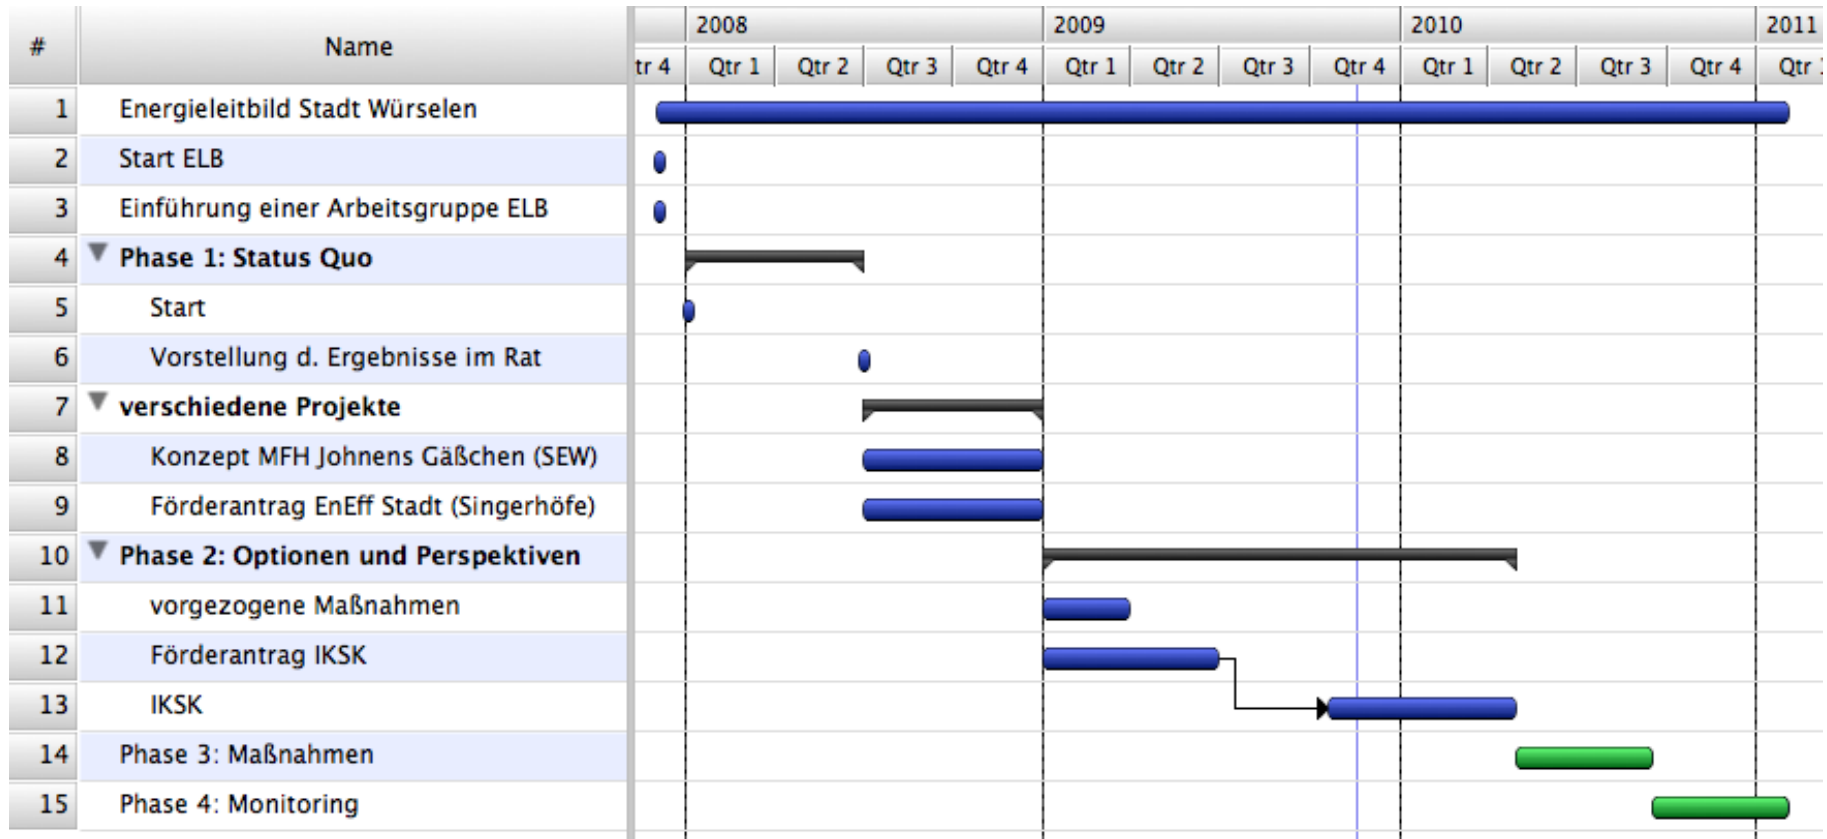 # Name
2008 2009 2010 2011
tr 4 Qtr 1 Qtr 2 Qtr 3 Qtr 4 Qtr 1 Qtr 2 Qtr 3 Qtr 4 Qtr 1 Qtr 2 Qtr 3 Qtr 4 Qtr 1
1 Energieleitbild Stadt Würselen
2 Start ELB
3 Einführung einer Arbeitsgruppe ELB
4 Phase 1: Status Quo
5 Start
6 Vorstellung d. Ergebnisse im Rat
7 verschiedene Projekte
8 Konzept MFH Johnens Gäßchen (SEW)
9 Förderantrag EnEff Stadt (Singerhöfe)
10 Phase 2: Optionen und Perspektiven
11 vorgezogene Maßnahmen
12 Förderantrag IKSK
13 IKSK
14 Phase 3: Maßnahmen
15 Phase 4: Monitoring